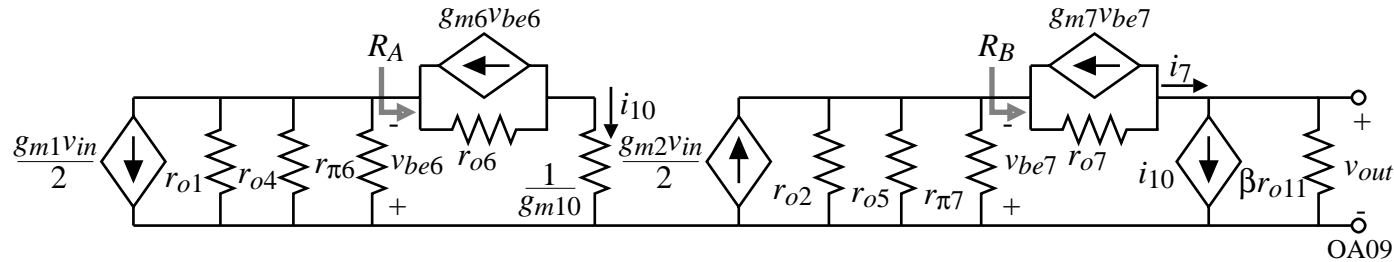 gm6vbe6
gm7vbe7
RA
RB
i7
i10
-
-
+
gm1vin
2
ro1
ro4
rπ6
vbe6
ro6
1
gm10
gm2vin
2
ro2
ro5
rπ7
vbe7
ro7
i10
βro11
vout
+
+
-
OA09